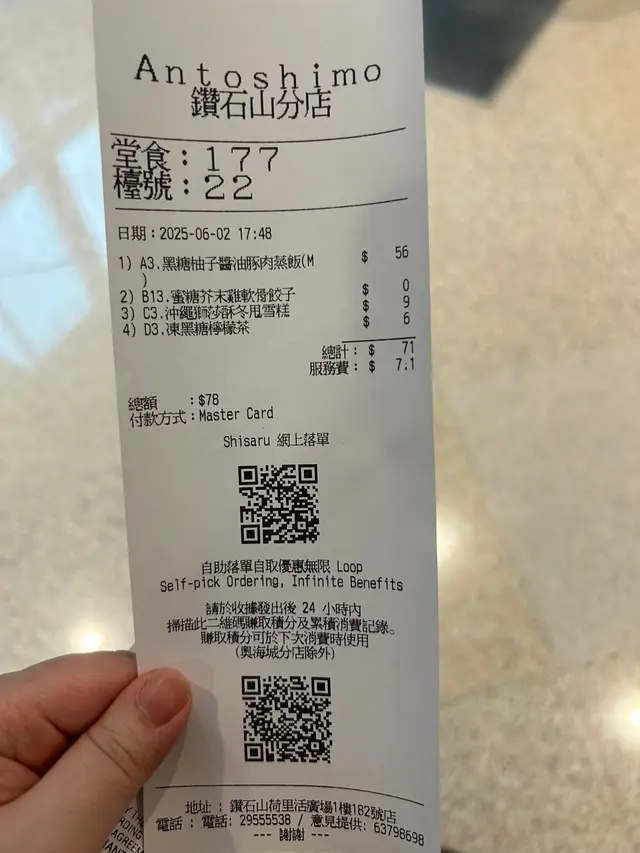 Antoshimo
鑽石山分店
堂食：177
檯號：22
日期：2025-06-02 17:48
1) A3.黑糖柚子醬油豚肉蒸飯(M $ 56
)
2) B13.蜜糖芥末雞軟骨餃子 $ 0
3) C3.沖繩獅莎酥冬甩雪糕 $ 9
4) D3.凍黑糖檸檬茶 $ 6
總計：$ 71
服務費：$ 7.1
總額 :$78
付款方式：Master Card
Shisaru 網上落單
自助落單自取優惠無限 Loop
Self-pick Ordering, Infinite Benefits
請於收據發出後 24 小時內
掃描此二維碼賺取積分及累積消費記錄。
賺取積分可於下次消費時使用
(奧海城分店除外)
地址 : 鑽石山荷里活廣場1樓182號店
電話 : 電話: 29555538 / 意見提供: 63798698
--- 謝謝 ---
AGREEM